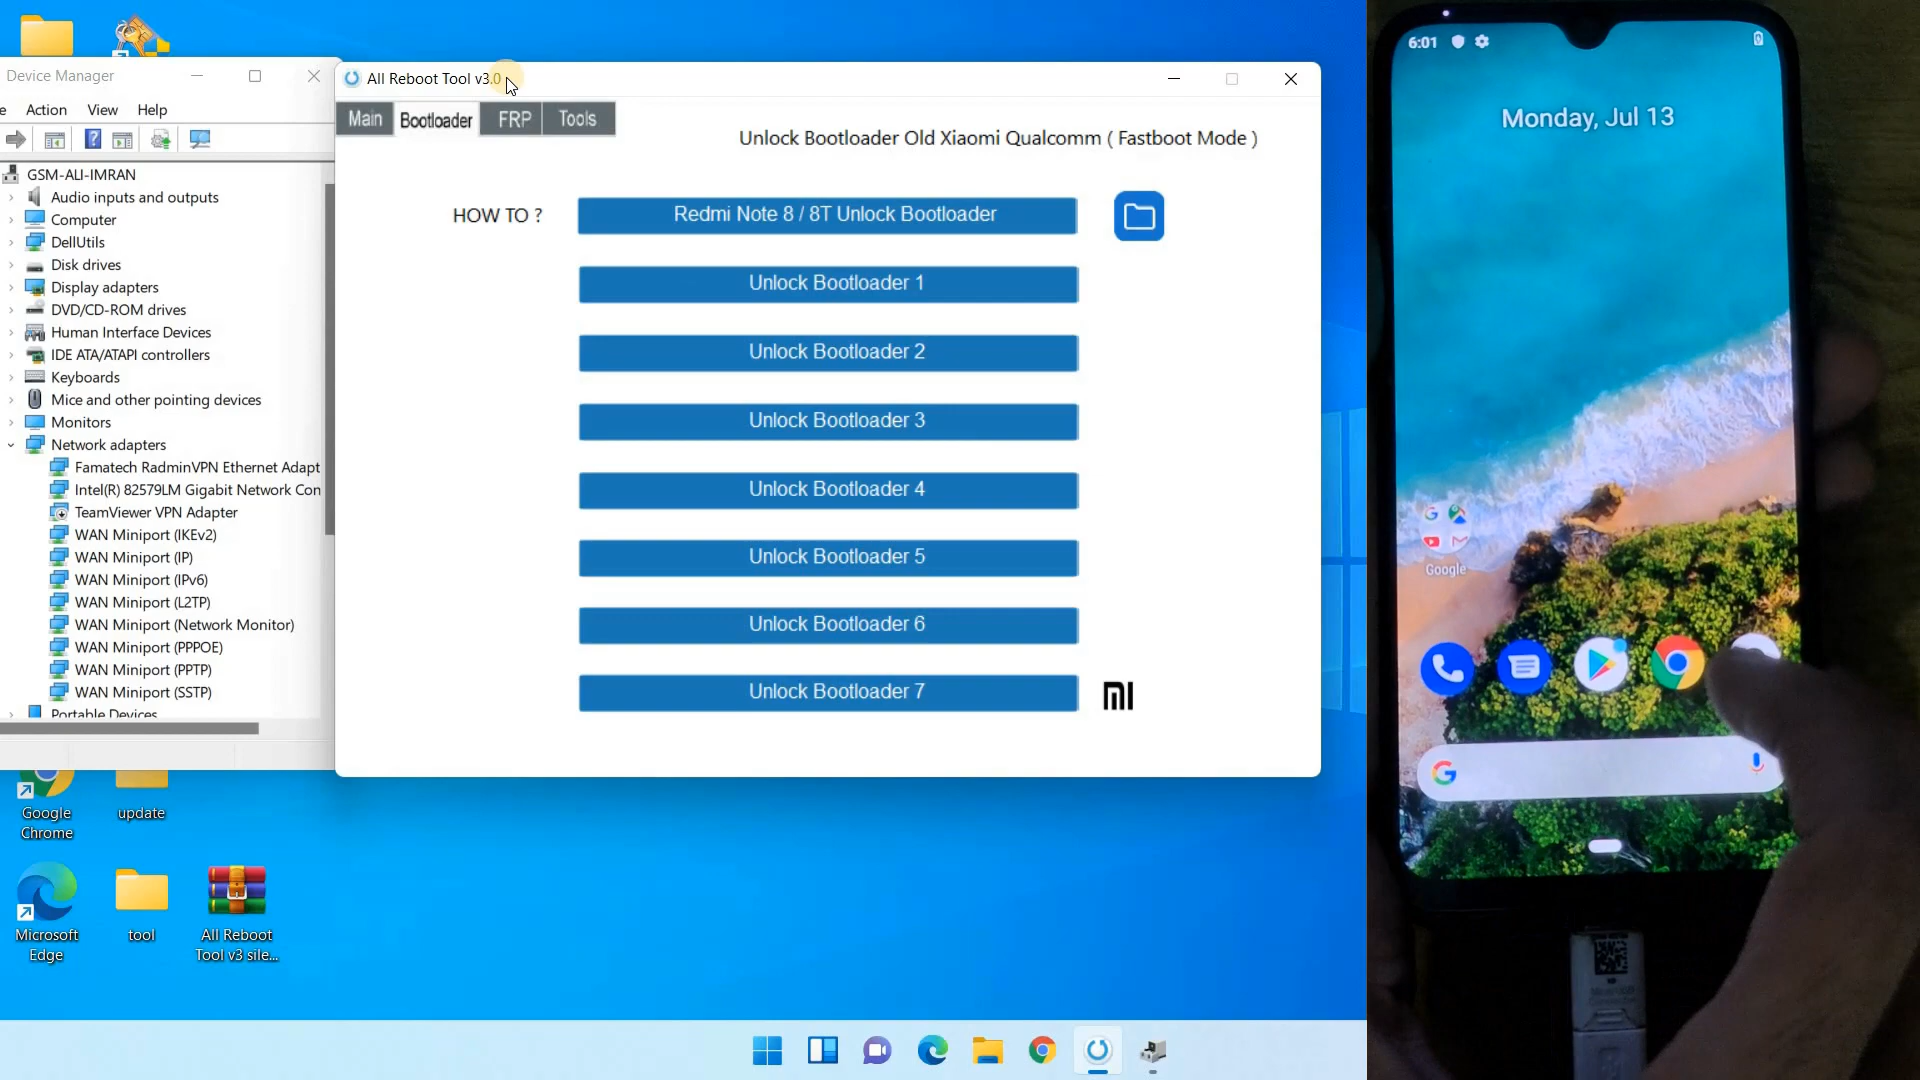 Device Manager
Action View Help
GSM-ALI-IMRAN
Audio inputs and outputs
Computer
DellUtils
Disk drives
Display adapters
DVD/CD-ROM drives
Human Interface Devices
IDE ATA/ATAPI controllers
Keyboards
Mice and other pointing devices
Monitors
Network adapters
Famatech RadminVPN Ethernet Adapt
Intel(R) 82579LM Gigabit Network Con
TeamViewer VPN Adapter
WAN Miniport (IKEv2)
WAN Miniport (IP)
WAN Miniport (IPv6)
WAN Miniport (L2TP)
WAN Miniport (Network Monitor)
WAN Miniport (PPPOE)
WAN Miniport (PPTP)
WAN Miniport (SSTP)
Portable Devices
All Reboot Tool v3.0
Main Bootloader FRP Tools
Unlock Bootloader Old Xiaomi Qualcomm ( Fastboot Mode )
HOW TO ?
Redmi Note 8 / 8T Unlock Bootloader
Unlock Bootloader 1
Unlock Bootloader 2
Unlock Bootloader 3
Unlock Bootloader 4
Unlock Bootloader 5
Unlock Bootloader 6
Unlock Bootloader 7
Google
Chrome
update
Microsoft
Edge
tool
All Reboot
Tool v3 sile...
6:01
Monday, Jul 13
Google